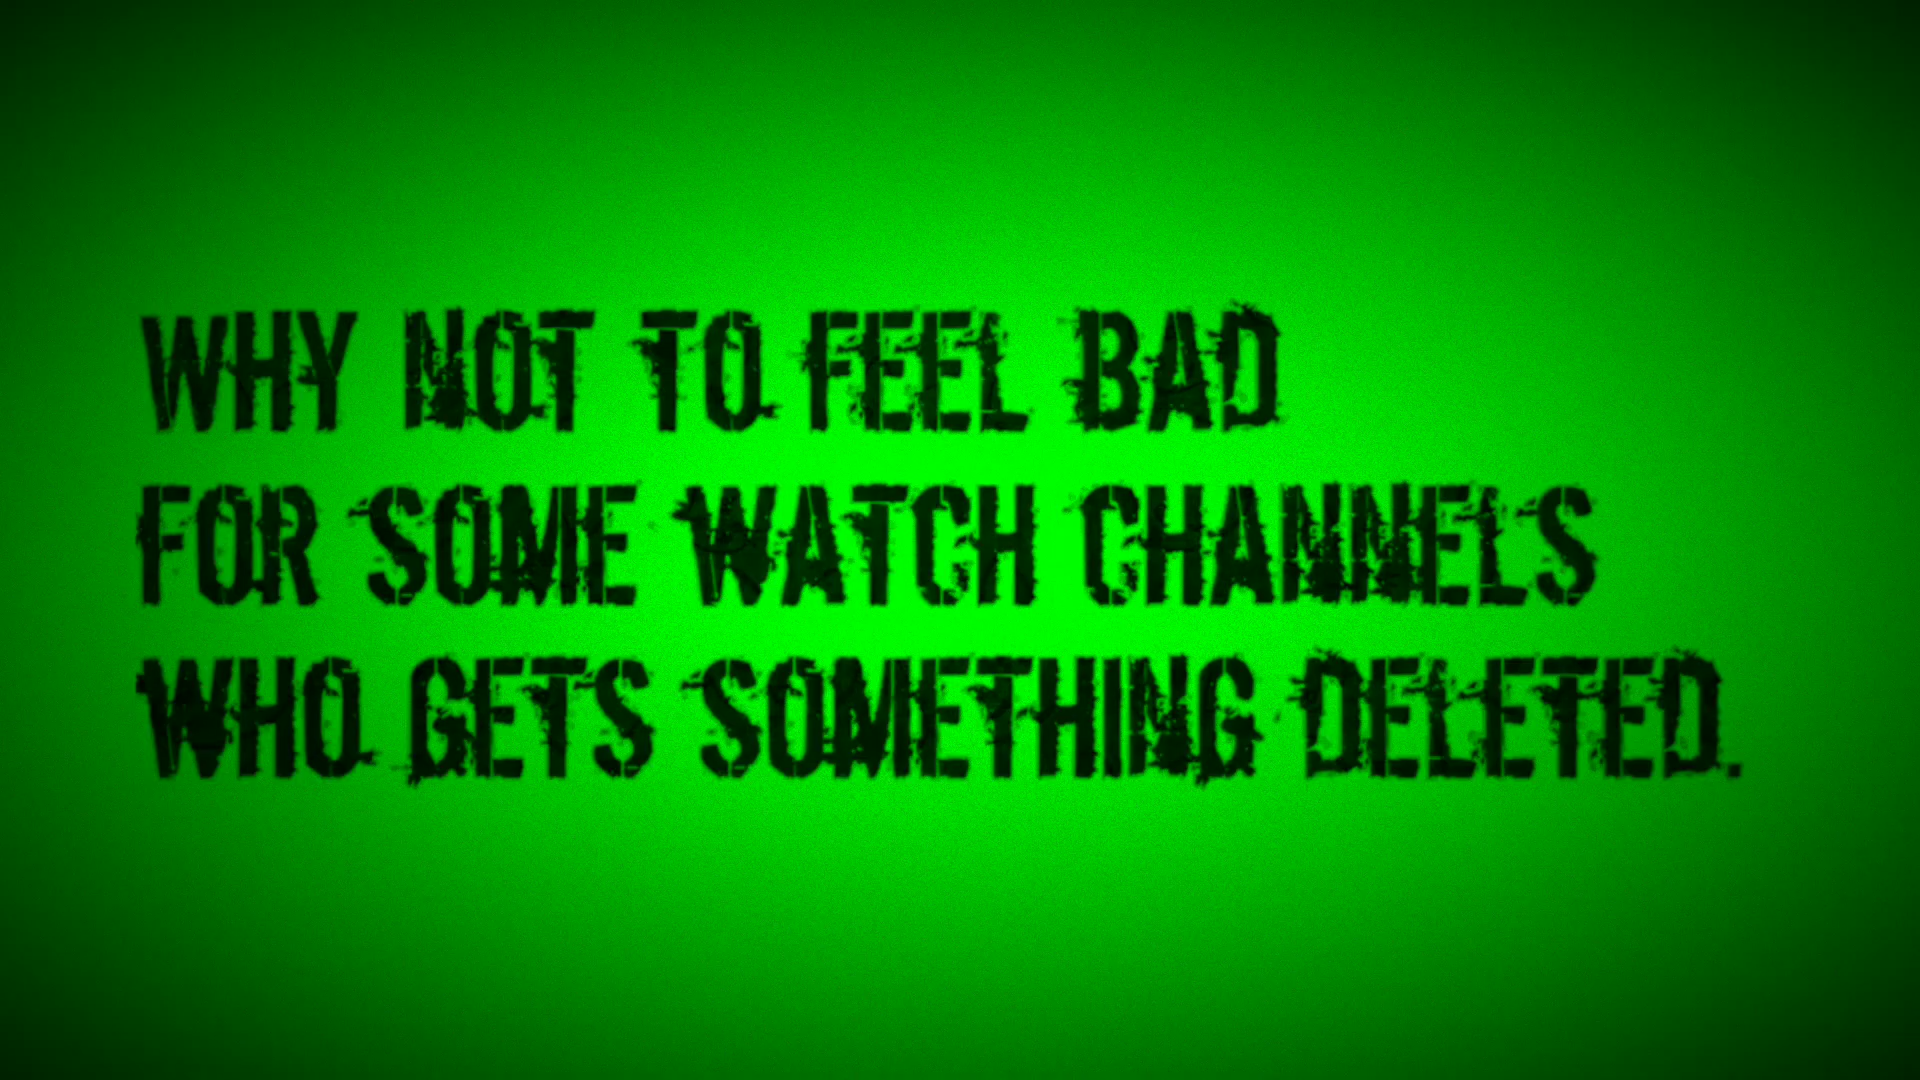 WHY NOT TO FEEL BAD
FOR SOME WATCH CHANNELS
WHO GETS SOMETHING DELETED.